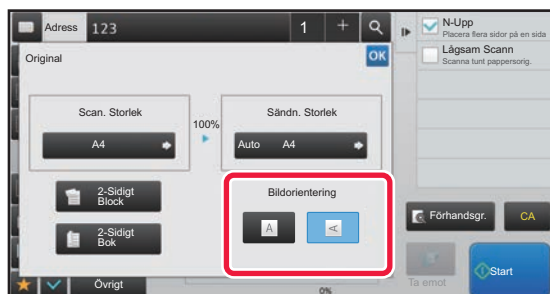 Adress 123 1 +
Original OK
Scan. Storlek
A4
100%
Sändn. Storlek
Auto A4
2-Sidigt
Block
2-Sidigt
Bok
Bildorientering
A A
Övrigt
0%
N-Upp
Placera flera sidor på en sida
Lågsam Scann
Scanna tunt pappersorig.
Förhandsgr. CA
Ta emot
Start